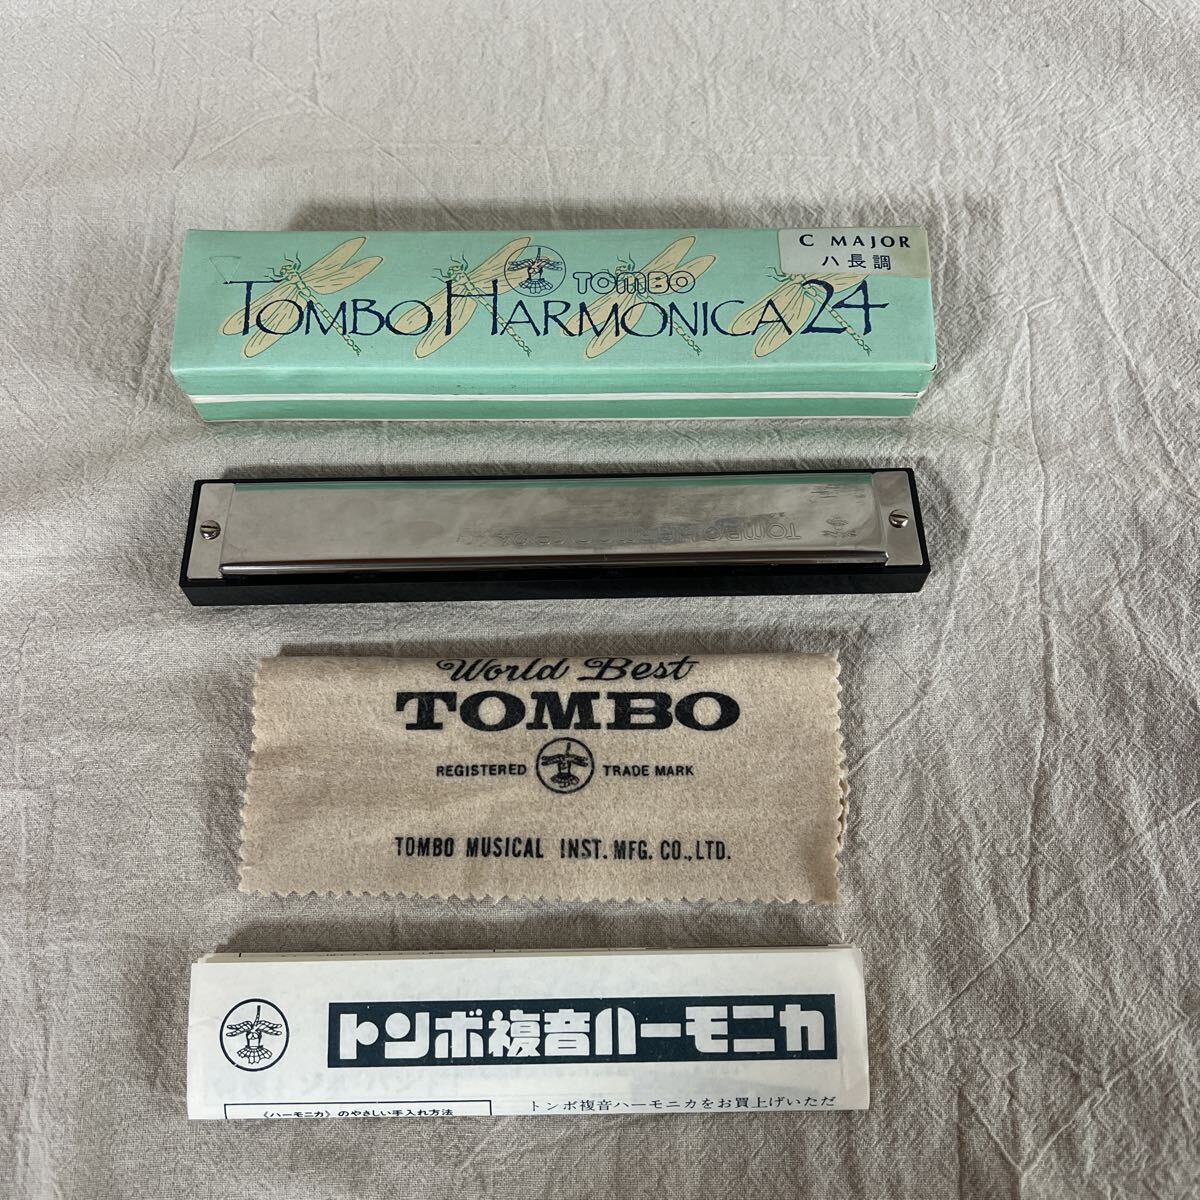 C MAJOR
ハ長調
TOMBO
TOMBO HARMONICA 24
TOMBO
World Best
TOMBO
REGISTERED TRADE MARK
TOMBO MUSICAL INST. MFG. CO., LTD.
トンボ複音ハーモニカ
《ハーモニカ》のやさしい手入れ方法
トンボ複音ハーモニカをお買上げいただ